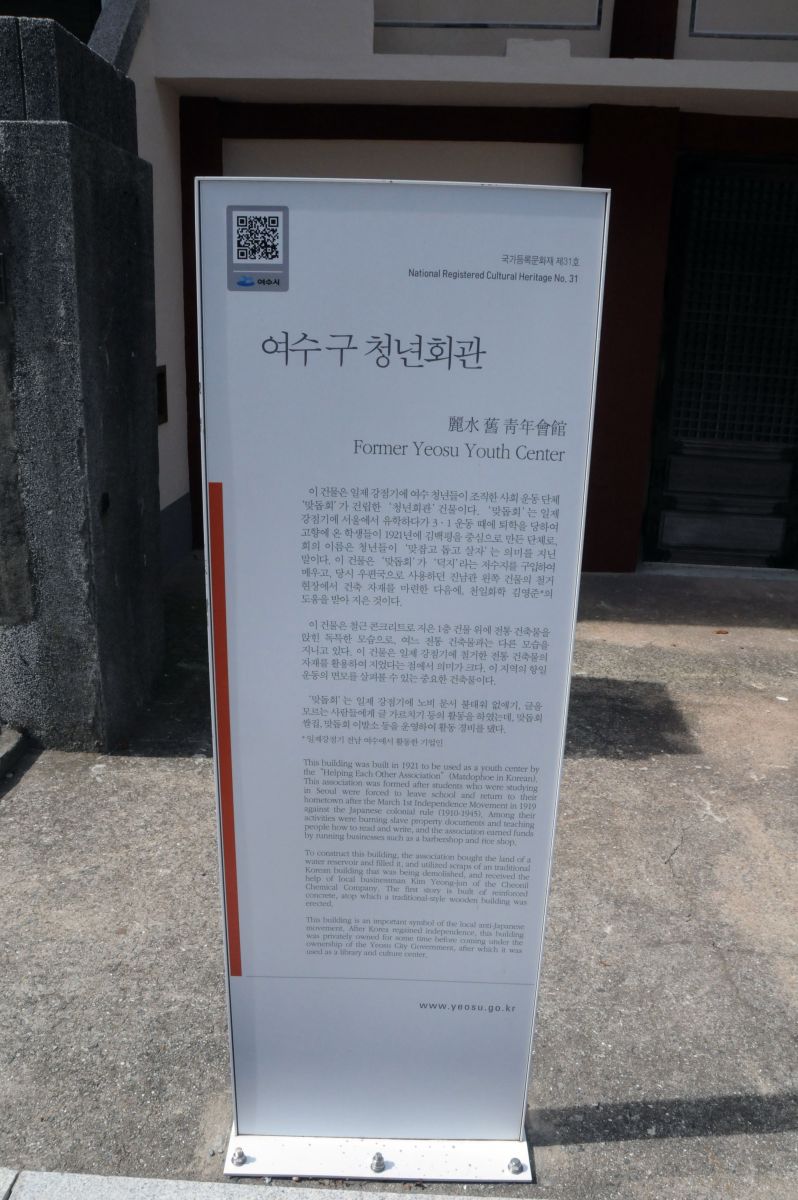 여수시
국가등록문화재 제31호
National Registered Cultural Heritage No. 31
여수 구 청년회관
麗水 舊 靑年會館
Former Yeosu Youth Center
이 건물은 일제 강점기에 여수 청년들이 조직한 사회 운동 단체
‘맞돕회’가 건립한 ‘청년회관’ 건물이다. ‘맞돕회’는 일제
강점기에 서울에서 유학하다가 3·1 운동 때에 퇴학을 당하여
고향에 온 학생들이 1921년에 김백평을 중심으로 만든 단체로,
회의 이름은 청년들이 ‘맞잡고 돕고 살자’는 의미를 지닌
말이다. 이 건물은 ‘맞돕회’가 ‘덕지’라는 저수지를 구입하여
메우고, 당시 우편국으로 사용하던 진남관 왼쪽 건물의 철거
현장에서 건축 자재를 마련한 다음에, 천일화학 김영준*의
도움을 받아 지은 것이다.
이 건물은 철근 콘크리트로 지은 1층 건물 위에 전통 건축물을
얹힌 독특한 모습으로, 여느 전통 건축물과는 다른 모습을
지니고 있다. 이 건물은 일제 강점기에 철거한 전통 건축물의
자재를 활용하여 지었다는 점에서 의미가 크다. 이 지역의 항일
운동의 면모를 살펴볼 수 있는 중요한 건축물이다.
‘맞돕회’는 일제 강점기에 노비 문서 불태워 없애기, 글을
모르는 사람들에게 글 가르치기 등의 활동을 하였는데, 맞돕회
쌀집, 맞돕회 이발소 등을 운영하여 활동 경비를 댔다.
* 일제강점기 전남 여수에서 활동한 기업인
This building was built in 1921 to be used as a youth center by
the “Helping Each Other Association” (Matdophoe in Korean).
This association was formed after students who were studying
in Seoul were forced to leave school and return to their
hometown after the March 1st Independence Movement in 1919
against the Japanese colonial rule (1910-1945). Among their
activities were burning slave property documents and teaching
people how to read and write, and the association earned funds
by running businesses such as a barbershop and rice shop.
To construct this building, the association bought the land of a
water reservoir and filled it, and utilized scraps of an traditional
Korean building that was being demolished, and received the
help of local businessman Kim Yeong-jun of the Cheonil
Chemical Company. The first story is built of reinforced
concrete, atop which a traditional-style wooden building was
erected.
This building is an important symbol of the local anti-Japanese
movement. After Korea regained independence, this building
was privately owned for some time before coming under the
ownership of the Yeosu City Government, after which it was
used as a library and culture center.
www.yeosu.go.kr